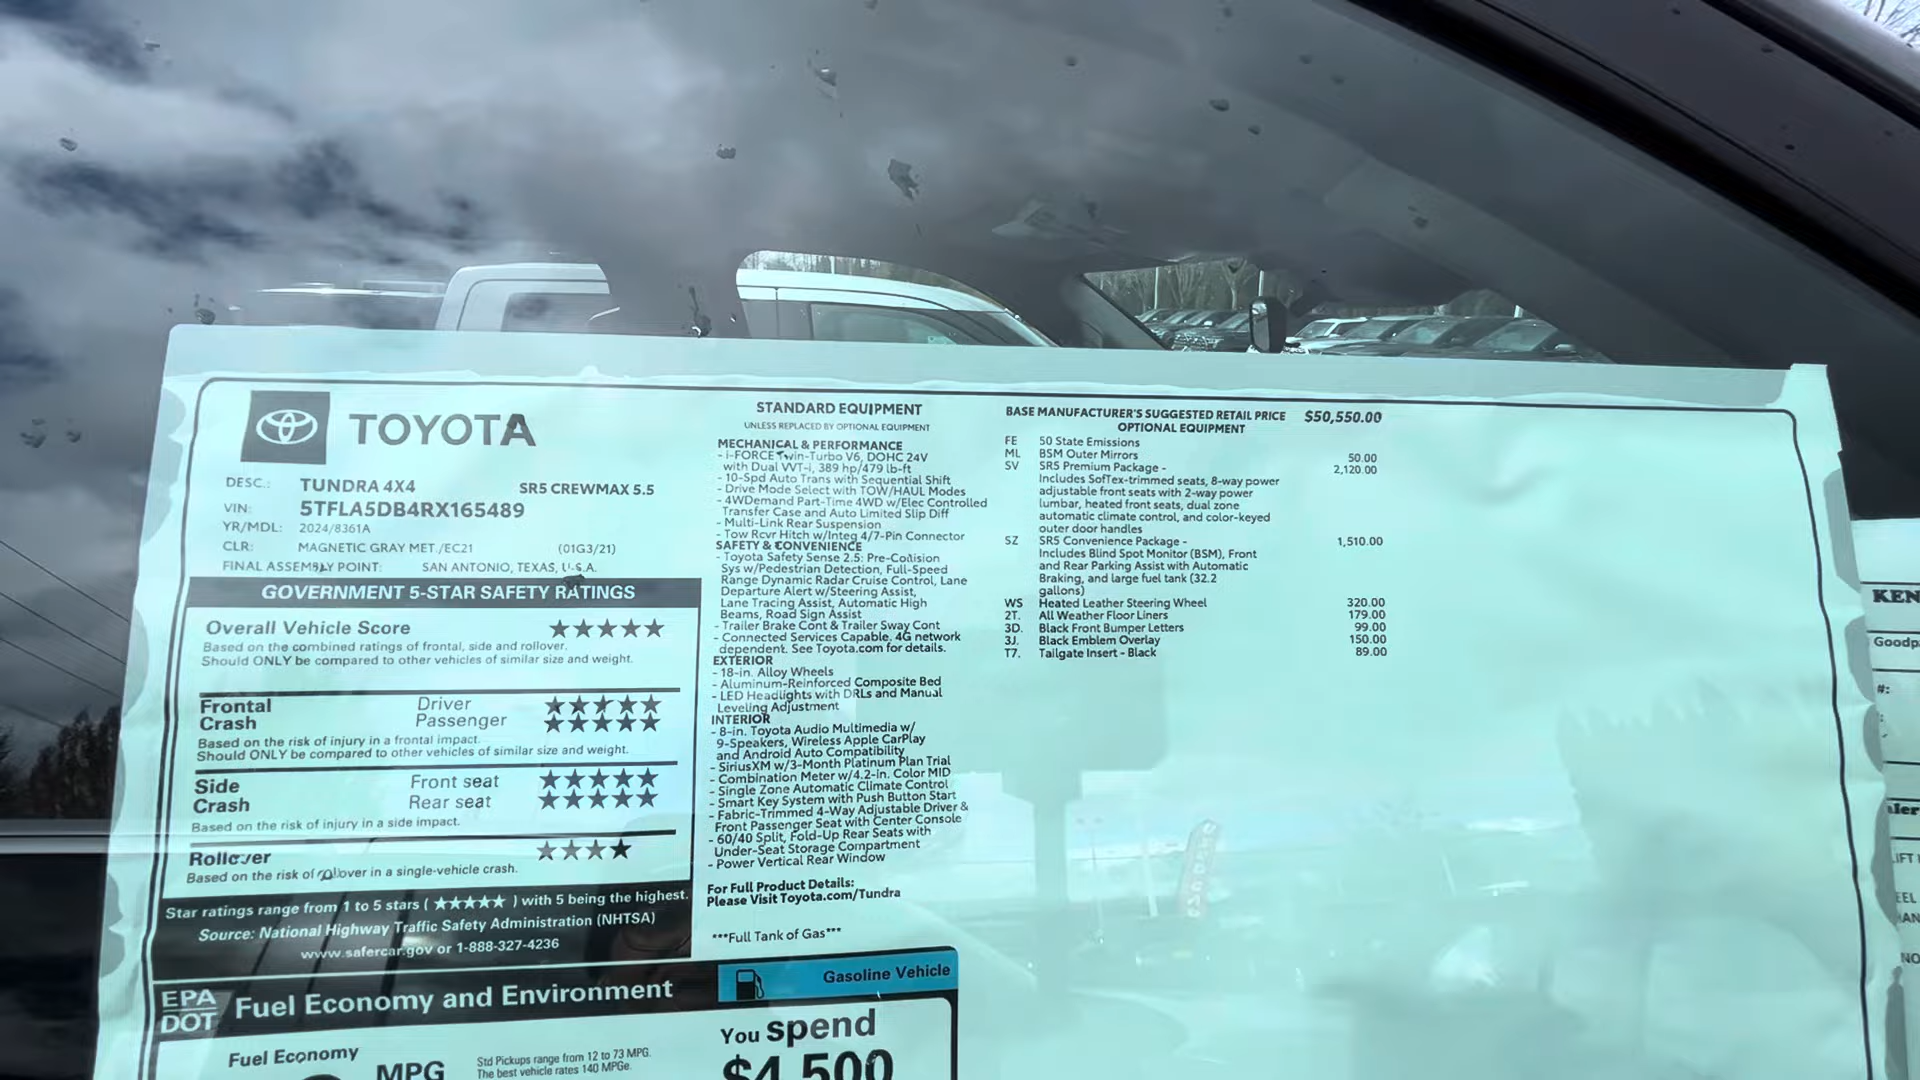 TOYOTA
DESC.: TUNDRA 4X4 SR5 CREWMAX 5.5
VIN: 5TFLA5DB4RX165489
YR/MDL: 2024/8361A
CLR: MAGNETIC GRAY MET./EC21 (01G3/21)
FINAL ASSEMBLY POINT: SAN ANTONIO, TEXAS, U.S.A.
GOVERNMENT 5-STAR SAFETY RATINGS
Overall Vehicle Score ★★★★★
Based on the combined ratings of frontal, side and rollover.
Should ONLY be compared to other vehicles of similar size and weight.
Frontal Driver ★★★★★
Crash Passenger ★★★★★
Based on the risk of injury in a frontal impact.
Should ONLY be compared to other vehicles of similar size and weight.
Side Front seat ★★★★★
Crash Rear seat ★★★★★
Based on the risk of injury in a side impact.
Rollover ★★★★
Based on the risk of rollover in a single-vehicle crash.
Star ratings range from 1 to 5 stars (★★★★★) with 5 being the highest.
Source: National Highway Traffic Safety Administration (NHTSA)
www.safercar.gov or 1-888-327-4236
EPA
DOT
Fuel Economy and Environment
Gasoline Vehicle
Fuel Economy
MPG
Std Pickups range from 12 to 73 MPG.
The best vehicle rates 140 MPGe.
You spend
$4,500
STANDARD EQUIPMENT
UNLESS REPLACED BY OPTIONAL EQUIPMENT
MECHANICAL & PERFORMANCE
- i-FORCE Twin-Turbo V6, DOHC 24V
with Dual VVT-i, 389 hp/479 lb-ft
- 10-Spd Auto Trans with Sequential Shift
- Drive Mode Select with TOW/HAUL Modes
- 4WDemand Part-Time 4WD w/Elec Controlled
Transfer Case and Auto Limited Slip Diff
- Multi-Link Rear Suspension
- Tow Rcvr Hitch w/Integ 4/7-Pin Connector
SAFETY & CONVENIENCE
- Toyota Safety Sense 2.5: Pre-Collision
Sys w/Pedestrian Detection, Full-Speed
Range Dynamic Radar Cruise Control, Lane
Departure Alert w/Steering Assist,
Lane Tracing Assist, Automatic High
Beams, Road Sign Assist
- Trailer Brake Cont & Trailer Sway Cont
- Connected Services Capable. 4G network
dependent. See Toyota.com for details.
EXTERIOR
- 18-in. Alloy Wheels
- Aluminum-Reinforced Composite Bed
- LED Headlights with DRLs and Manual
Leveling Adjustment
INTERIOR
- 8-in. Toyota Audio Multimedia w/
9-Speakers, Wireless Apple CarPlay
and Android Auto Compatibility
- SiriusXM w/3-Month Platinum Plan Trial
- Combination Meter w/4.2-in. Color MID
- Single Zone Automatic Climate Control
- Smart Key System with Push Button Start
- Fabric-Trimmed 4-Way Adjustable Driver &
Front Passenger Seat with Center Console
- 60/40 Split, Fold-Up Rear Seats with
Under-Seat Storage Compartment
- Power Vertical Rear Window
For Full Product Details:
Please Visit Toyota.com/Tundra
***Full Tank of Gas***
BASE MANUFACTURER'S SUGGESTED RETAIL PRICE $50,550.00
OPTIONAL EQUIPMENT
FE 50 State Emissions
ML BSM Outer Mirrors 50.00
SV SR5 Premium Package - 2,120.00
Includes SofTex-trimmed seats, 8-way power
adjustable front seats with 2-way power
lumbar, heated front seats, dual zone
automatic climate control, and color-keyed
outer door handles
SZ SR5 Convenience Package - 1,510.00
Includes Blind Spot Monitor (BSM), Front
and Rear Parking Assist with Automatic
Braking, and large fuel tank (32.2
gallons)
WS Heated Leather Steering Wheel 320.00
2T. All Weather Floor Liners 179.00
3D. Black Front Bumper Letters 99.00
3J. Black Emblem Overlay 150.00
T7. Tailgate Insert - Black 89.00
KEN
Goodp
#: